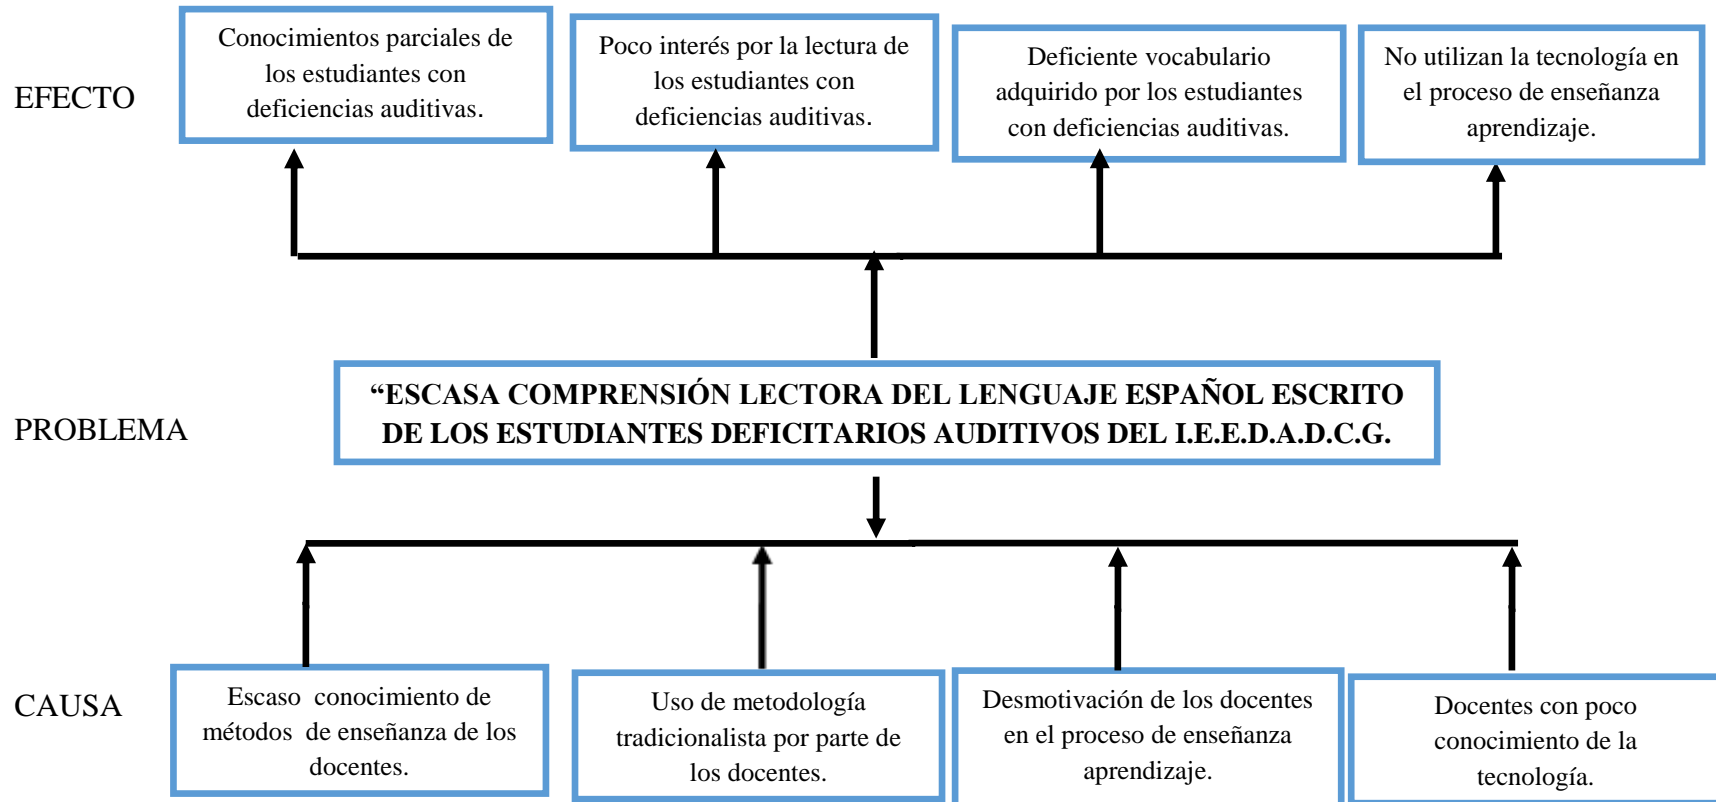 EFECTO
Conocimientos parciales de
los estudiantes con
deficiencias auditivas.
Poco interés por la lectura de
los estudiantes con
deficiencias auditivas.
Deficiente vocabulario
adquirido por los estudiantes
con deficiencias auditivas.
No utilizan la tecnología en
el proceso de enseñanza
aprendizaje.
PROBLEMA
“ESCASA COMPRENSIÓN LECTORA DEL LENGUAJE ESPAÑOL ESCRITO
DE LOS ESTUDIANTES DEFICITARIOS AUDITIVOS DEL I.E.E.D.A.D.C.G.
CAUSA
Escaso conocimiento de
métodos de enseñanza de los
docentes.
Uso de metodología
tradicionalista por parte de
los docentes.
Desmotivación de los docentes
en el proceso de enseñanza
aprendizaje.
Docentes con poco
conocimiento de la
tecnología.